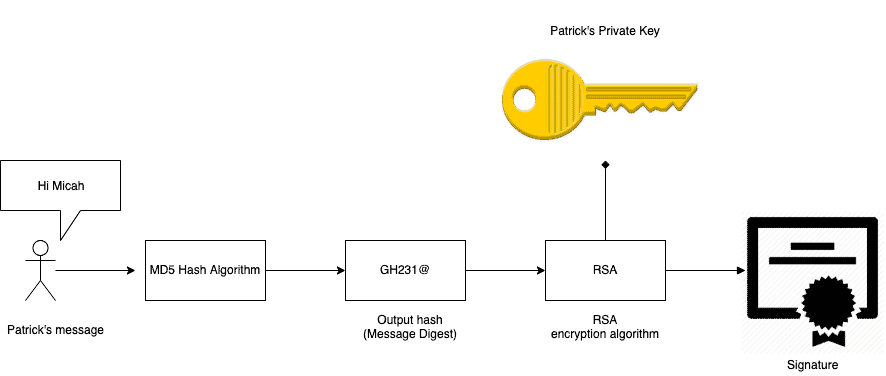 Patrick's Private Key
Hi Micah
MD5 Hash Algorithm
GH231@
RSA
Patrick's message
Output hash
(Message Digest)
RSA
encryption algorithm
Signature